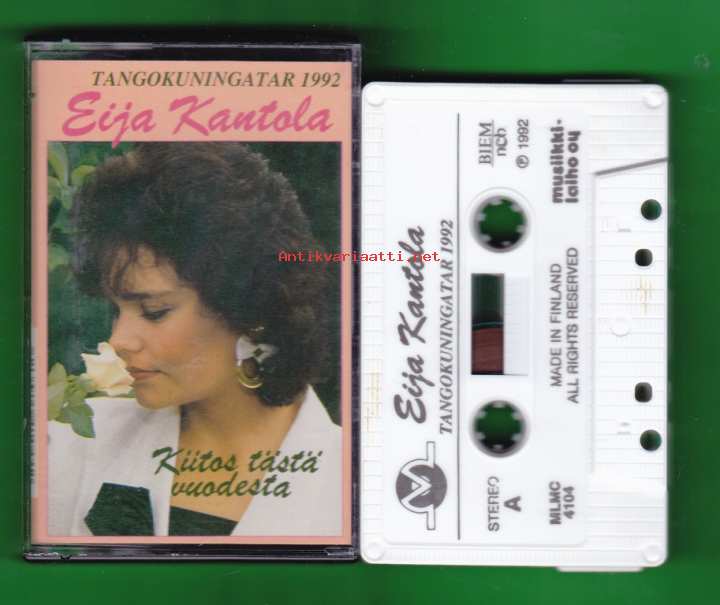 TANGOKUNINGATAR 1992
Eija Kantola
Antikvariaatti.net
Kiitos tästä
vuodesta
Eija Kantola
TANGOKUNINGATAR 1992
STEREO
A
BIEM
ncb
℗ 1992
musiikki-
laiho oy
MADE IN FINLAND
ALL RIGHTS RESERVED
MLMC
4104